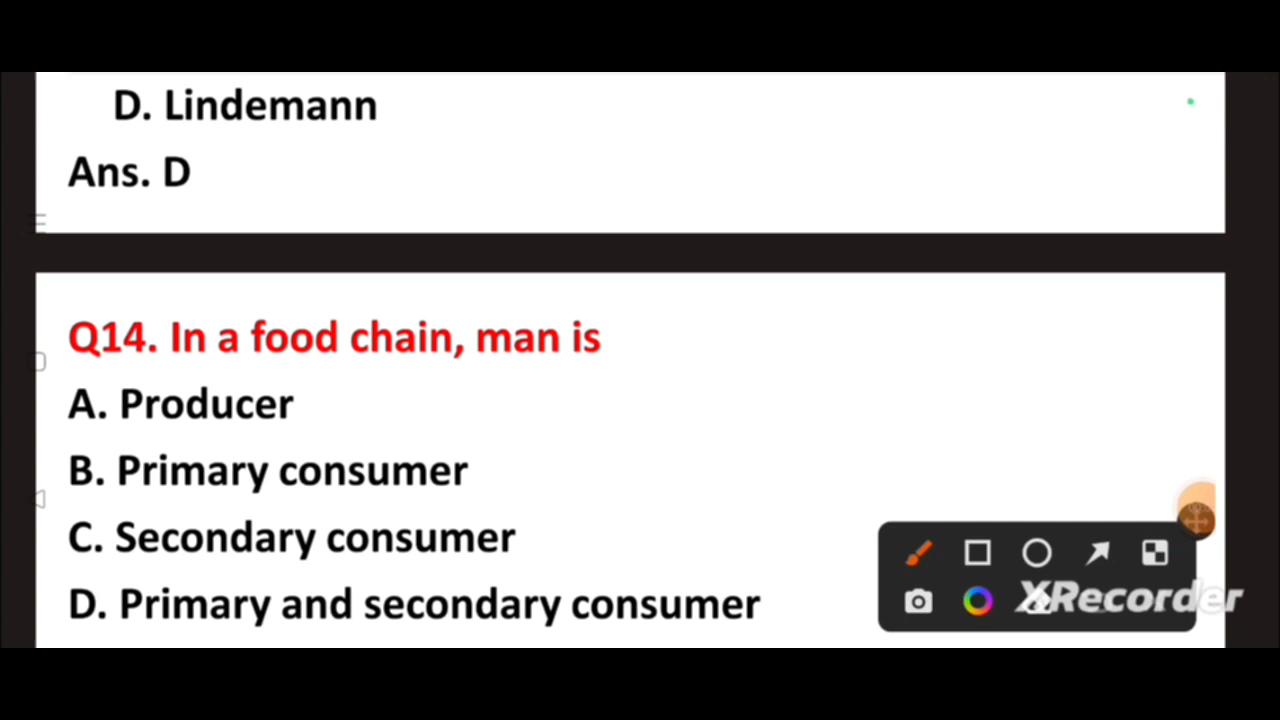 D. Lindemann
Ans. D
Q14. In a food chain, man is
A. Producer
B. Primary consumer
C. Secondary consumer
D. Primary and secondary consumer
XRecorder